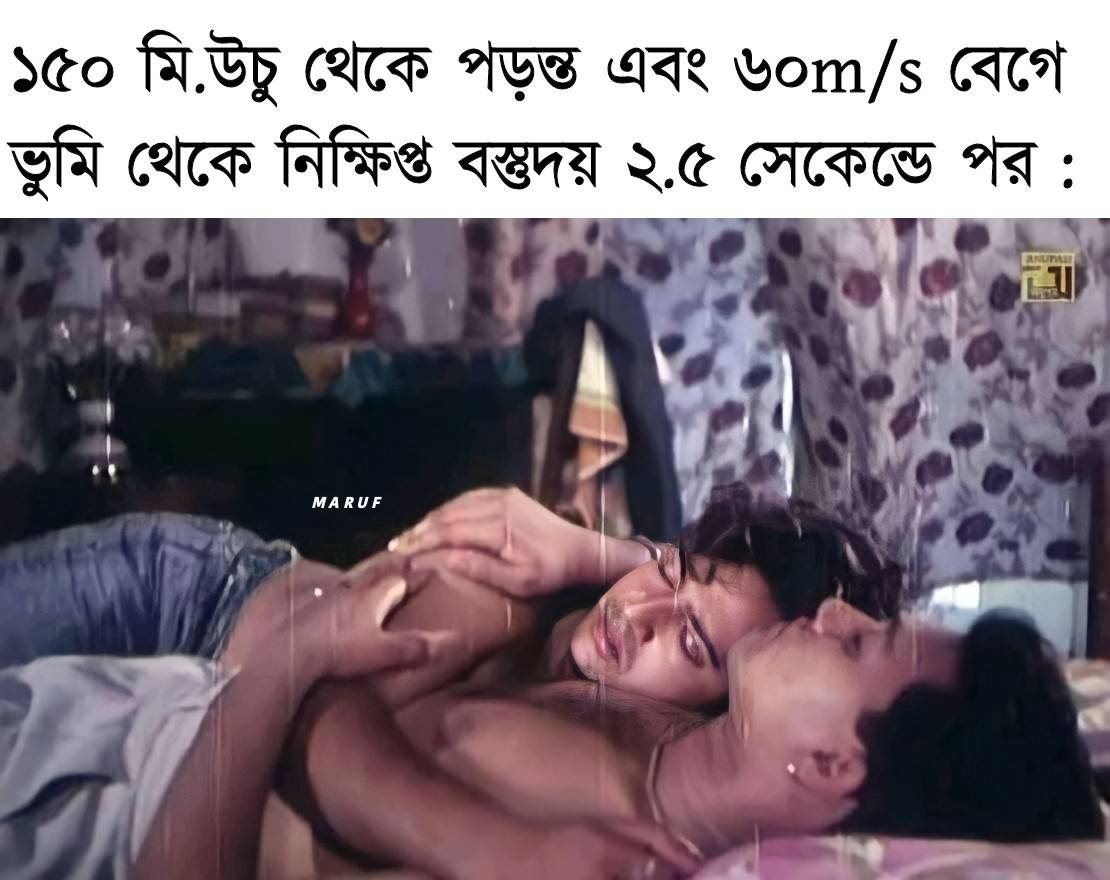 ১৫০ মি.উচু থেকে পড়ন্ত এবং ৬০m/s বেগে
ভুমি থেকে নিক্ষিপ্ত বস্তুদয় ২.৫ সেকেন্ডে পর :
MARUF